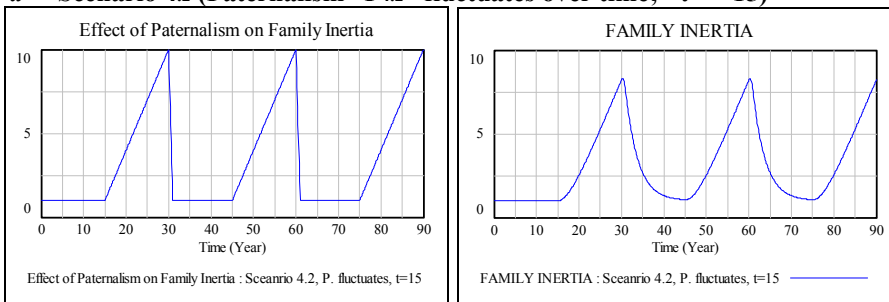 Effect of Paternalism on Family Inertia
10
5
0
0 10 20 30 40 50 60 70 80 90
Time (Year)
Effect of Paternalism on Family Inertia : Sceanrio 4.2, P. fluctuates, t=15
FAMILY INERTIA
10
5
0
0 10 20 30 40 50 60 70 80 90
Time (Year)
FAMILY INERTIA : Sceanrio 4.2, P. fluctuates, t=15